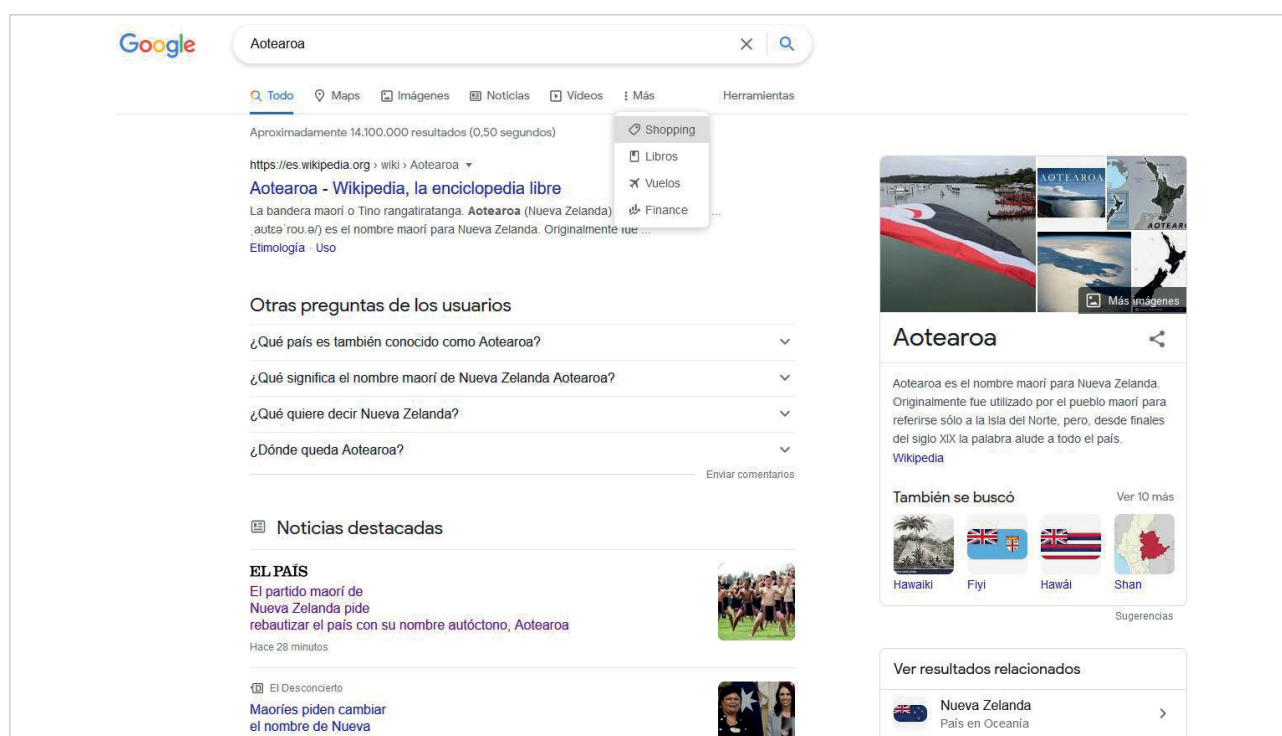 Google
Aotearoa
Todo Maps Imágenes Noticias Vídeos Más Herramientas
Aproximadamente 14.100.000 resultados (0,50 segundos)
Shopping
Libros
Vuelos
Finance
https://es.wikipedia.org › wiki › Aotearoa
Aotearoa - Wikipedia, la enciclopedia libre
La bandera maorí o Tino rangatiratanga. Aotearoa (Nueva Zelanda) ...
es el nombre maorí para Nueva Zelanda. Originalmente fue ...
Etimología · Uso
Otras preguntas de los usuarios
¿Qué país es también conocido como Aotearoa?
¿Qué significa el nombre maorí de Nueva Zelanda Aotearoa?
¿Qué quiere decir Nueva Zelanda?
¿Dónde queda Aotearoa?
Enviar comentarios
Noticias destacadas
EL PAÍS
El partido maorí de
Nueva Zelanda pide
rebautizar el país con su nombre autóctono, Aotearoa
Hace 28 minutos
El Desconcierto
Maoríes piden cambiar
el nombre de Nueva
AOTEAROA
AOTEAR
Más imágenes
Aotearoa
Aotearoa es el nombre maorí para Nueva Zelanda.
Originalmente fue utilizado por el pueblo maorí para
referirse sólo a la Isla del Norte, pero, desde finales
del siglo XIX la palabra alude a todo el país.
Wikipedia
También se buscó Ver 10 más
Hawaiki Fiyi Hawái Shan
Sugerencias
Ver resultados relacionados
Nueva Zelanda
País en Oceanía